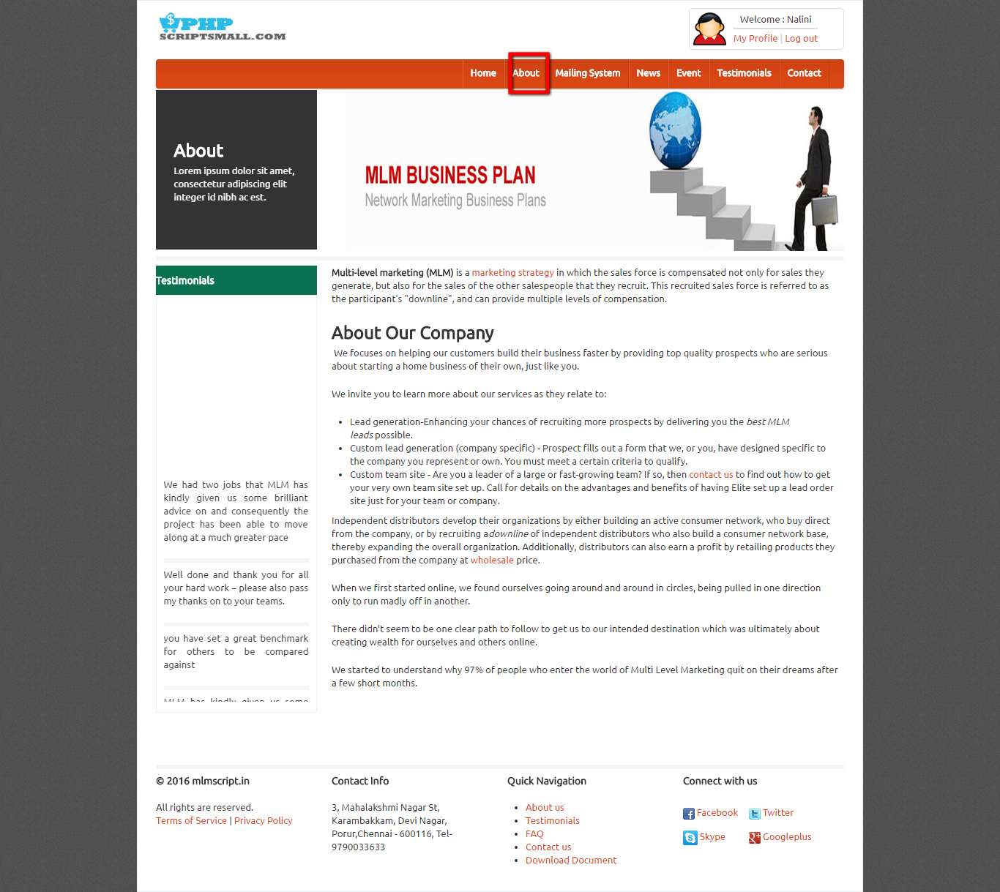 PHP
SCRIPTSMALL.COM
Welcome : Nalini
My Profile | Log out
Home
About
Mailing System
News
Event
Testimonials
Contact
About
Lorem ipsum dolor sit amet,
consectetur adipiscing elit
integer id nibh ac est.
MLM BUSINESS PLAN
Network Marketing Business Plans
Testimonials
We had two jobs that MLM has
kindly given us some brilliant
advice on and consequently the
project has been able to move
along at a much greater pace
Well done and thank you for all
your hard work – please also pass
my thanks on to your teams.
you have set a great benchmark
for others to be compared
against
MLM has kindly given us some
Multi-level marketing (MLM) is a marketing strategy in which the sales force is compensated not only for sales they
generate, but also for the sales of the other salespeople that they recruit. This recruited sales force is referred to as
the participant's "downline", and can provide multiple levels of compensation.
About Our Company
We focuses on helping our customers build their business faster by providing top quality prospects who are serious
about starting a home business of their own, just like you.
We invite you to learn more about our services as they relate to:
• Lead generation-Enhancing your chances of recruiting more prospects by delivering you the best MLM
leads possible.
• Custom lead generation (company specific) - Prospect fills out a form that we, or you, have designed specific to
the company you represent or own. You must meet a certain criteria to qualify.
• Custom team site - Are you a leader of a large or fast-growing team? If so, then contact us to find out how to get
your very own team site set up. Call for details on the advantages and benefits of having Elite set up a lead order
site just for your team or company.
Independent distributors develop their organizations by either building an active consumer network, who buy direct
from the company, or by recruiting adownline of independent distributors who also build a consumer network base,
thereby expanding the overall organization. Additionally, distributors can also earn a profit by retailing products they
purchased from the company at wholesale price.
When we first started online, we found ourselves going around and around in circles, being pulled in one direction
only to run madly off in another.
There didn't seem to be one clear path to follow to get us to our intended destination which was ultimately about
creating wealth for ourselves and others online.
We started to understand why 97% of people who enter the world of Multi Level Marketing quit on their dreams after
a few short months.
© 2016 mlmscript.in
All rights are reserved.
Terms of Service | Privacy Policy
Contact Info
3, Mahalakshmi Nagar St,
Karambakkam, Devi Nagar,
Porur,Chennai - 600116, Tel-
9790033633
Quick Navigation
• About us
• Testimonials
• FAQ
• Contact us
• Download Document
Connect with us
Facebook
Twitter
Skype
Googleplus